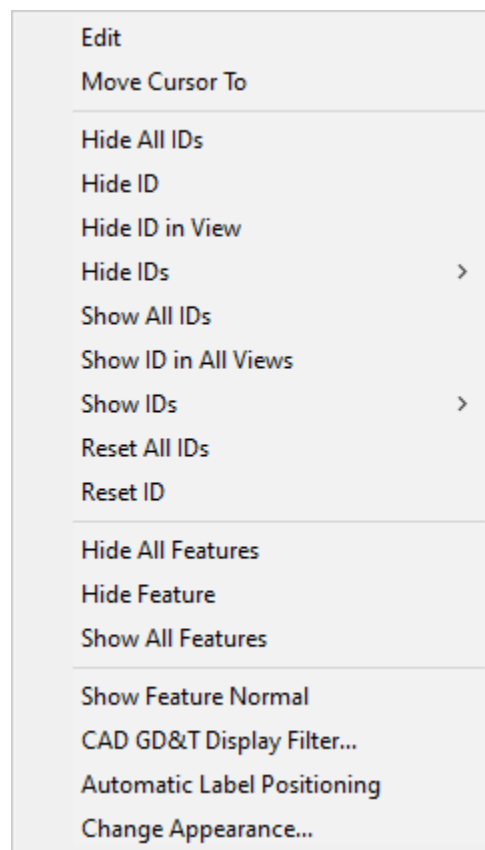 Edit
Move Cursor To
Hide All IDs
Hide ID
Hide ID in View
Hide IDs
Show All IDs
Show ID in All Views
Show IDs
Reset All IDs
Reset ID
Hide All Features
Hide Feature
Show All Features
Show Feature Normal
CAD GD&T Display Filter...
Automatic Label Positioning
Change Appearance...